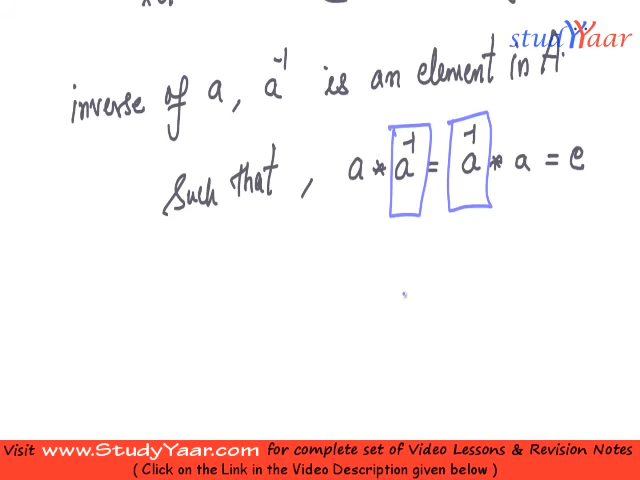 studYYaar
inverse of a, a⁻¹ is an element in A.
Such that, a * a⁻¹ = a⁻¹ * a = e
Visit www.StudyYaar.com for complete set of Video Lessons & Revision Notes
( Click on the Link in the Video Description given below )